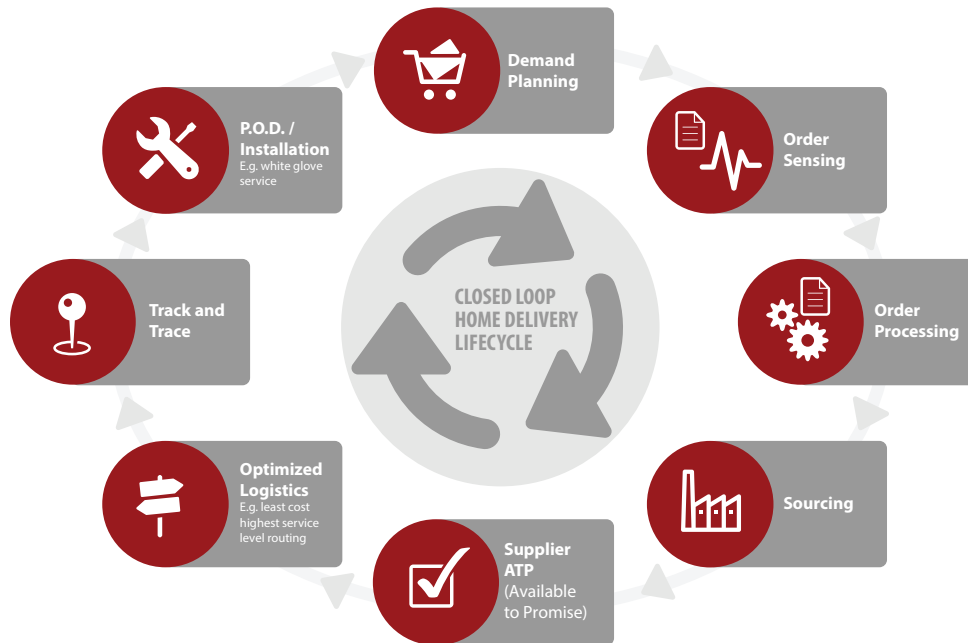 Demand
Planning
Order
Sensing
Order
Processing
Sourcing
Supplier
ATP
(Available
to Promise)
Optimized
Logistics
E.g. least cost
highest service
level routing
Track and
Trace
P.O.D. /
Installation
E.g. white glove
service
CLOSED LOOP
HOME DELIVERY
LIFECYCLE